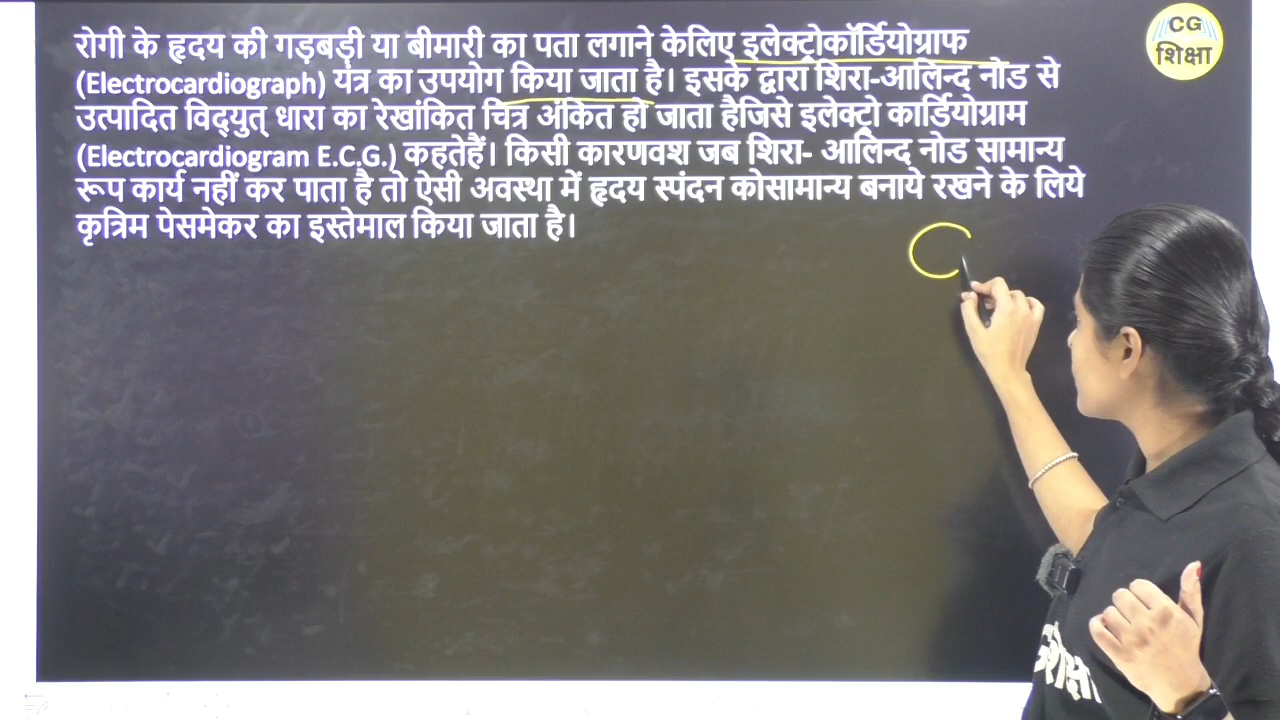 रोगी के हृदय की गड़बड़ी या बीमारी का पता लगाने केलिए इलेक्ट्रोकॉर्डियोग्राफ
(Electrocardiograph) यंत्र का उपयोग किया जाता है। इसके द्वारा शिरा-आलिन्द नोड से
उत्पादित विद्युत् धारा का रेखांकित चित्र अंकित हो जाता हैजिसे इलेक्ट्रो कार्डियोग्राम
(Electrocardiogram E.C.G.) कहतेहैं। किसी कारणवश जब शिरा- आलिन्द नोड सामान्य
रूप कार्य नहीं कर पाता है तो ऐसी अवस्था में हृदय स्पंदन कोसामान्य बनाये रखने के लिये
कृत्रिम पेसमेकर का इस्तेमाल किया जाता है।
CG
शिक्षा